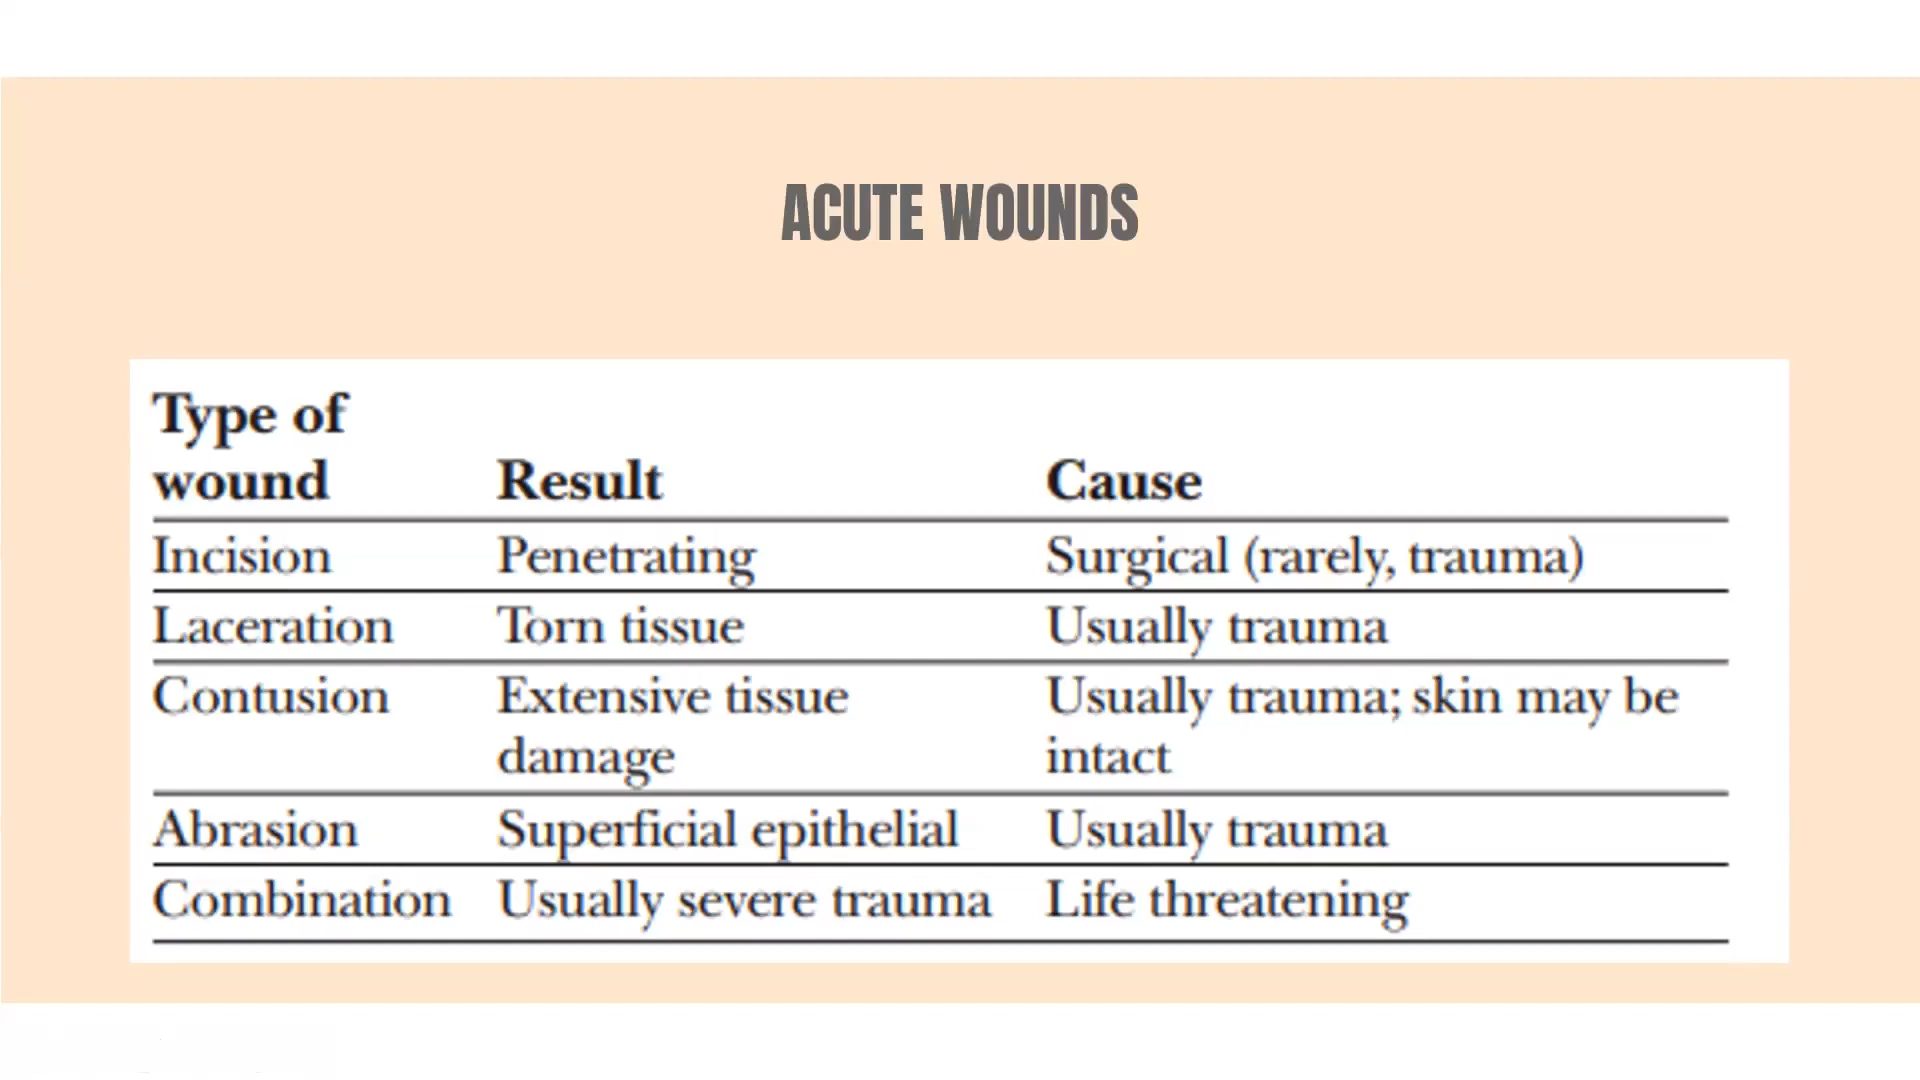 ACUTE WOUNDS
Type of
wound Result Cause
Incision Penetrating Surgical (rarely, trauma)
Laceration Torn tissue Usually trauma
Contusion Extensive tissue Usually trauma; skin may be
damage intact
Abrasion Superficial epithelial Usually trauma
Combination Usually severe trauma Life threatening